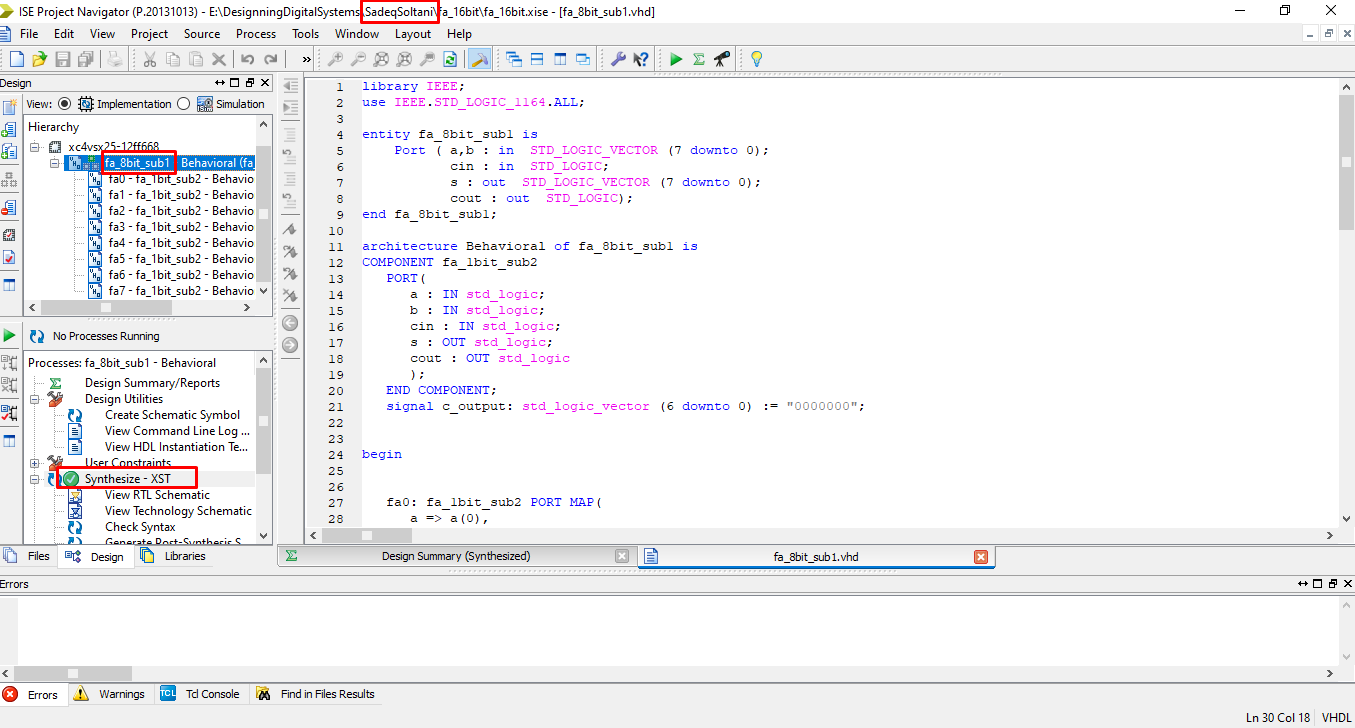 ISE Project Navigator (P.20131013) - E:\DesignningDigitalSystems\SadeqSoltani\fa_16bit\fa_16bit.xise - [fa_8bit_sub1.vhd]
File Edit View Project Source Process Tools Window Layout Help
Design
View: Implementation Simulation
Hierarchy
xc4vsx25-12ff668
fa_8bit_sub1 Behavioral (fa_
fa0 - fa_1bit_sub2 - Behavio
fa1 - fa_1bit_sub2 - Behavio
fa2 - fa_1bit_sub2 - Behavio
fa3 - fa_1bit_sub2 - Behavio
fa4 - fa_1bit_sub2 - Behavio
fa5 - fa_1bit_sub2 - Behavio
fa6 - fa_1bit_sub2 - Behavio
fa7 - fa_1bit_sub2 - Behavio
No Processes Running
Processes: fa_8bit_sub1 - Behavioral
Design Summary/Reports
Design Utilities
Create Schematic Symbol
View Command Line Log ...
View HDL Instantiation Te...
User Constraints
Synthesize - XST
View RTL Schematic
View Technology Schematic
Check Syntax
Generate Post-Synthesis S
Files Design Libraries
1 library IEEE;
2 use IEEE.STD_LOGIC_1164.ALL;
3
4 entity fa_8bit_sub1 is
5 Port ( a,b : in STD_LOGIC_VECTOR (7 downto 0);
6 cin : in STD_LOGIC;
7 s : out STD_LOGIC_VECTOR (7 downto 0);
8 cout : out STD_LOGIC);
9 end fa_8bit_sub1;
10
11 architecture Behavioral of fa_8bit_sub1 is
12 COMPONENT fa_1bit_sub2
13 PORT(
14 a : IN std_logic;
15 b : IN std_logic;
16 cin : IN std_logic;
17 s : OUT std_logic;
18 cout : OUT std_logic
19 );
20 END COMPONENT;
21 signal c_output: std_logic_vector (6 downto 0) := "0000000";
22
23
24 begin
25
26
27 fa0: fa_1bit_sub2 PORT MAP(
28 a => a(0),
Design Summary (Synthesized) fa_8bit_sub1.vhd
Errors
Errors Warnings Tcl Console Find in Files Results
Ln 30 Col 18 VHDL